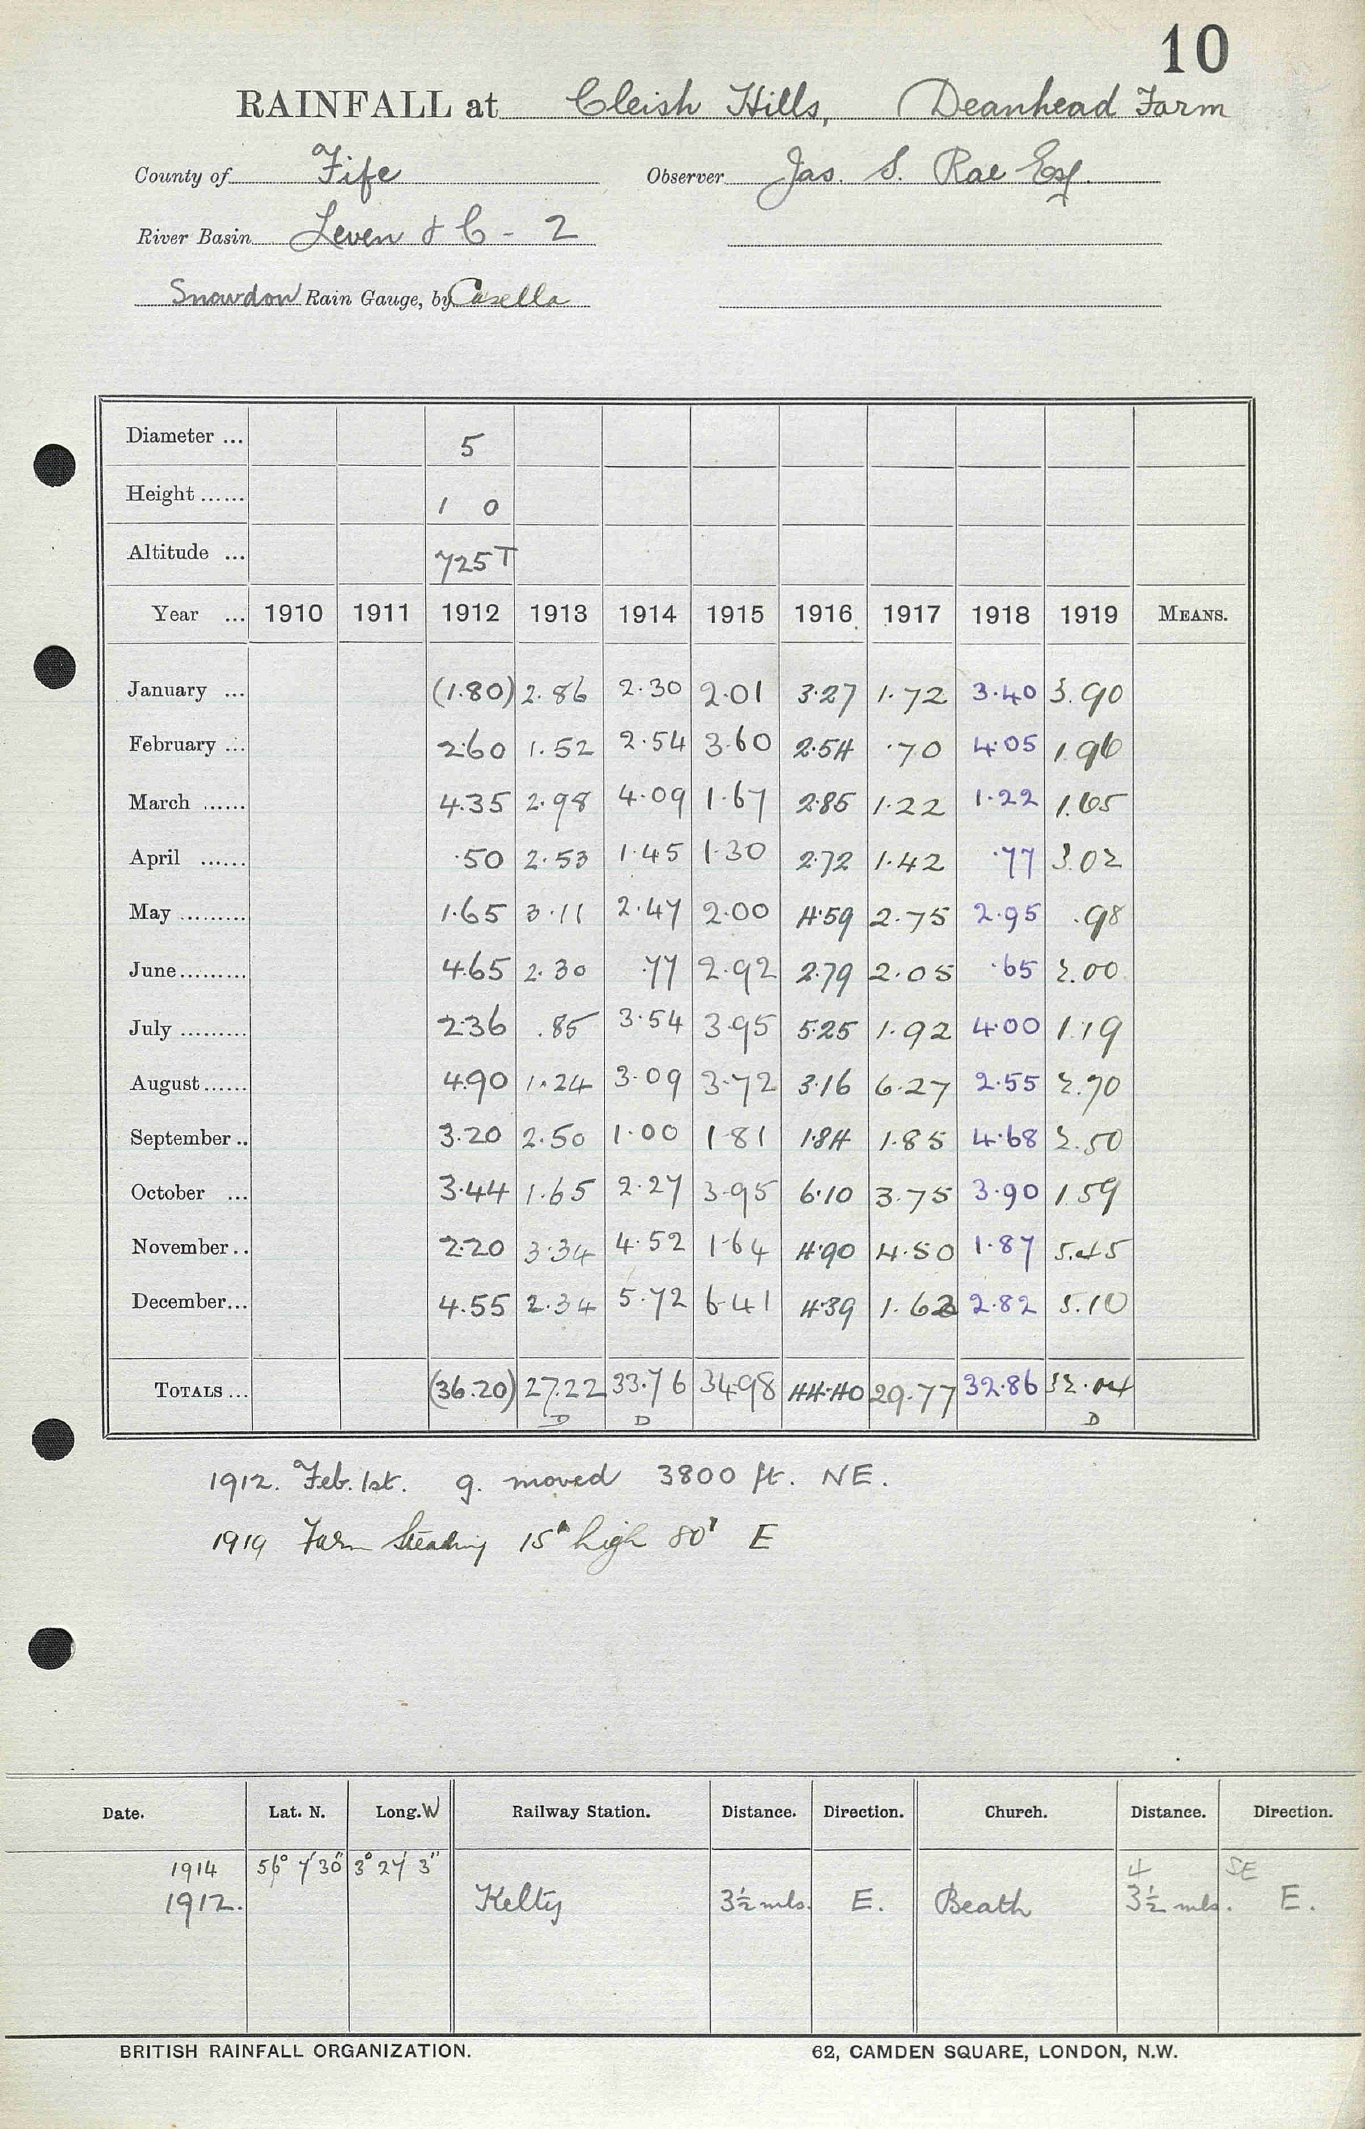 10
RAINFALL at Cleish Hills, Deanhead Farm
County of Fife Observer Jas. S. Rae Esq.
River Basin Leven & C - 2
Snowdon Rain Gauge, by Casella
Diameter ... 5
Height ...... 1 0
Altitude ... 725 T
Year ... 1910 1911 1912 1913 1914 1915 1916 1917 1918 1919 MEANS.
January ... (1.80) 2.86 2.30 2.01 3.27 1.72 3.40 3.90
February ... 2.60 1.52 2.54 3.60 2.54 .70 4.05 1.96
March ...... 4.35 2.98 4.09 1.67 2.85 1.22 1.22 1.65
April ...... .50 2.53 1.45 1.30 2.72 1.42 .77 3.02
May ......... 1.65 3.11 2.47 2.00 4.59 2.75 2.95 .98
June......... 4.65 2.30 .77 2.92 2.79 2.05 .65 2.00
July ......... 2.36 .85 3.54 3.95 5.25 1.92 4.00 1.19
August...... 4.90 1.24 3.09 3.72 3.16 6.27 2.55 2.70
September .. 3.20 2.50 1.00 1.81 1.84 1.85 4.68 2.50
October ... 3.44 1.65 2.27 3.95 6.10 3.75 3.90 1.59
November .. 2.20 3.34 4.52 1.64 4.90 4.50 1.87 5.45
December... 4.55 2.34 5.72 6.41 4.39 1.62 2.82 5.10
TOTALS ... (36.20) 27.22 33.76 34.98 44.40 29.77 32.86 32.04
D D D
1912. Feb. 1st. g. moved 3800 ft. NE.
1919 Farm Steading 15' high 80' E
Date. Lat. N. Long. W Railway Station. Distance. Direction. Church. Distance. Direction.
1914 56° 7' 30" 3° 27' 3" 4 SE
1912. Kelty 3½ mls. E. Beath 3½ mls. E.
BRITISH RAINFALL ORGANIZATION. 62, CAMDEN SQUARE, LONDON, N.W.